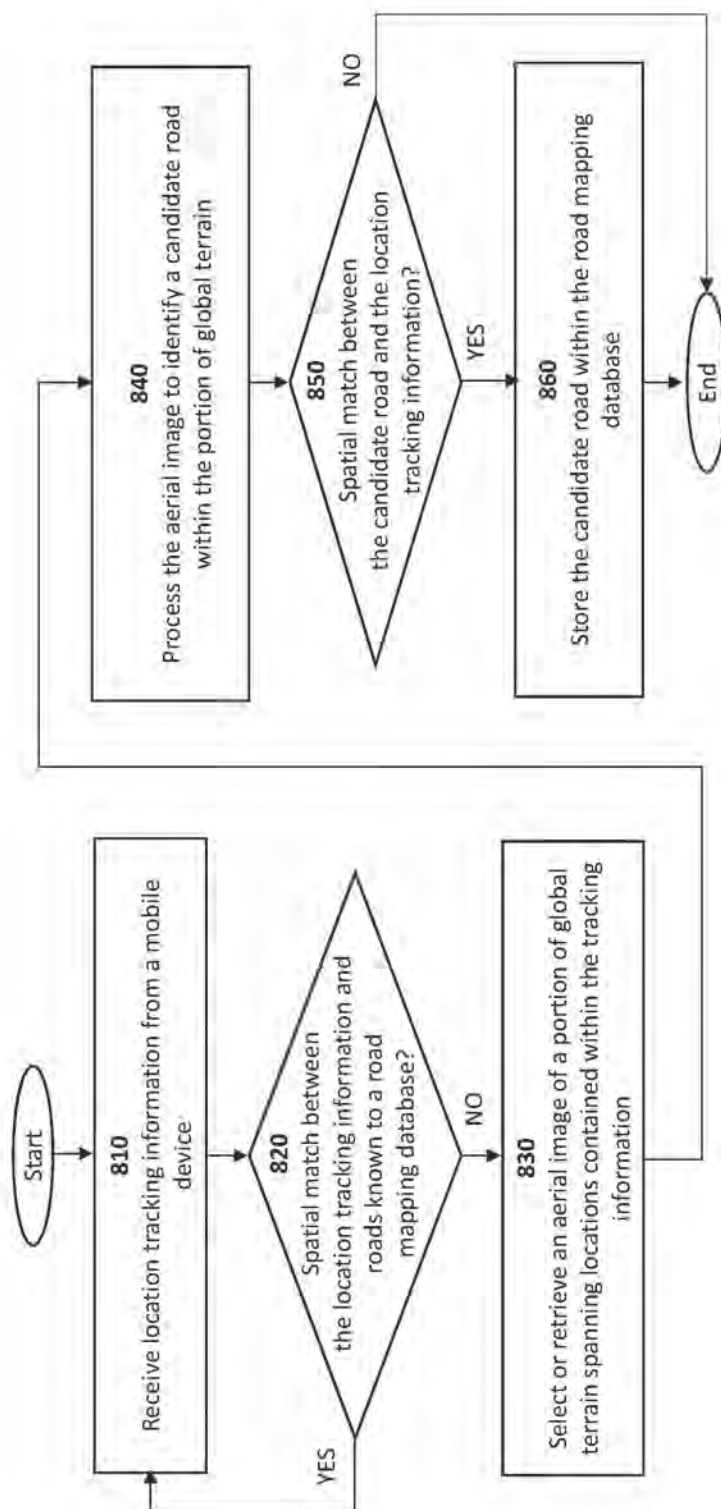 Start
810
Receive location tracking information from a mobile
device
820
Spatial match between
the location tracking information and
roads known to a road
mapping database?
YES
NO
830
Select or retrieve an aerial image of a portion of global
terrain spanning locations contained within the tracking
information
840
Process the aerial image to identify a candidate road
within the portion of global terrain
850
Spatial match between
the candidate road and the location
tracking information?
NO
YES
860
Store the candidate road within the road mapping
database
End